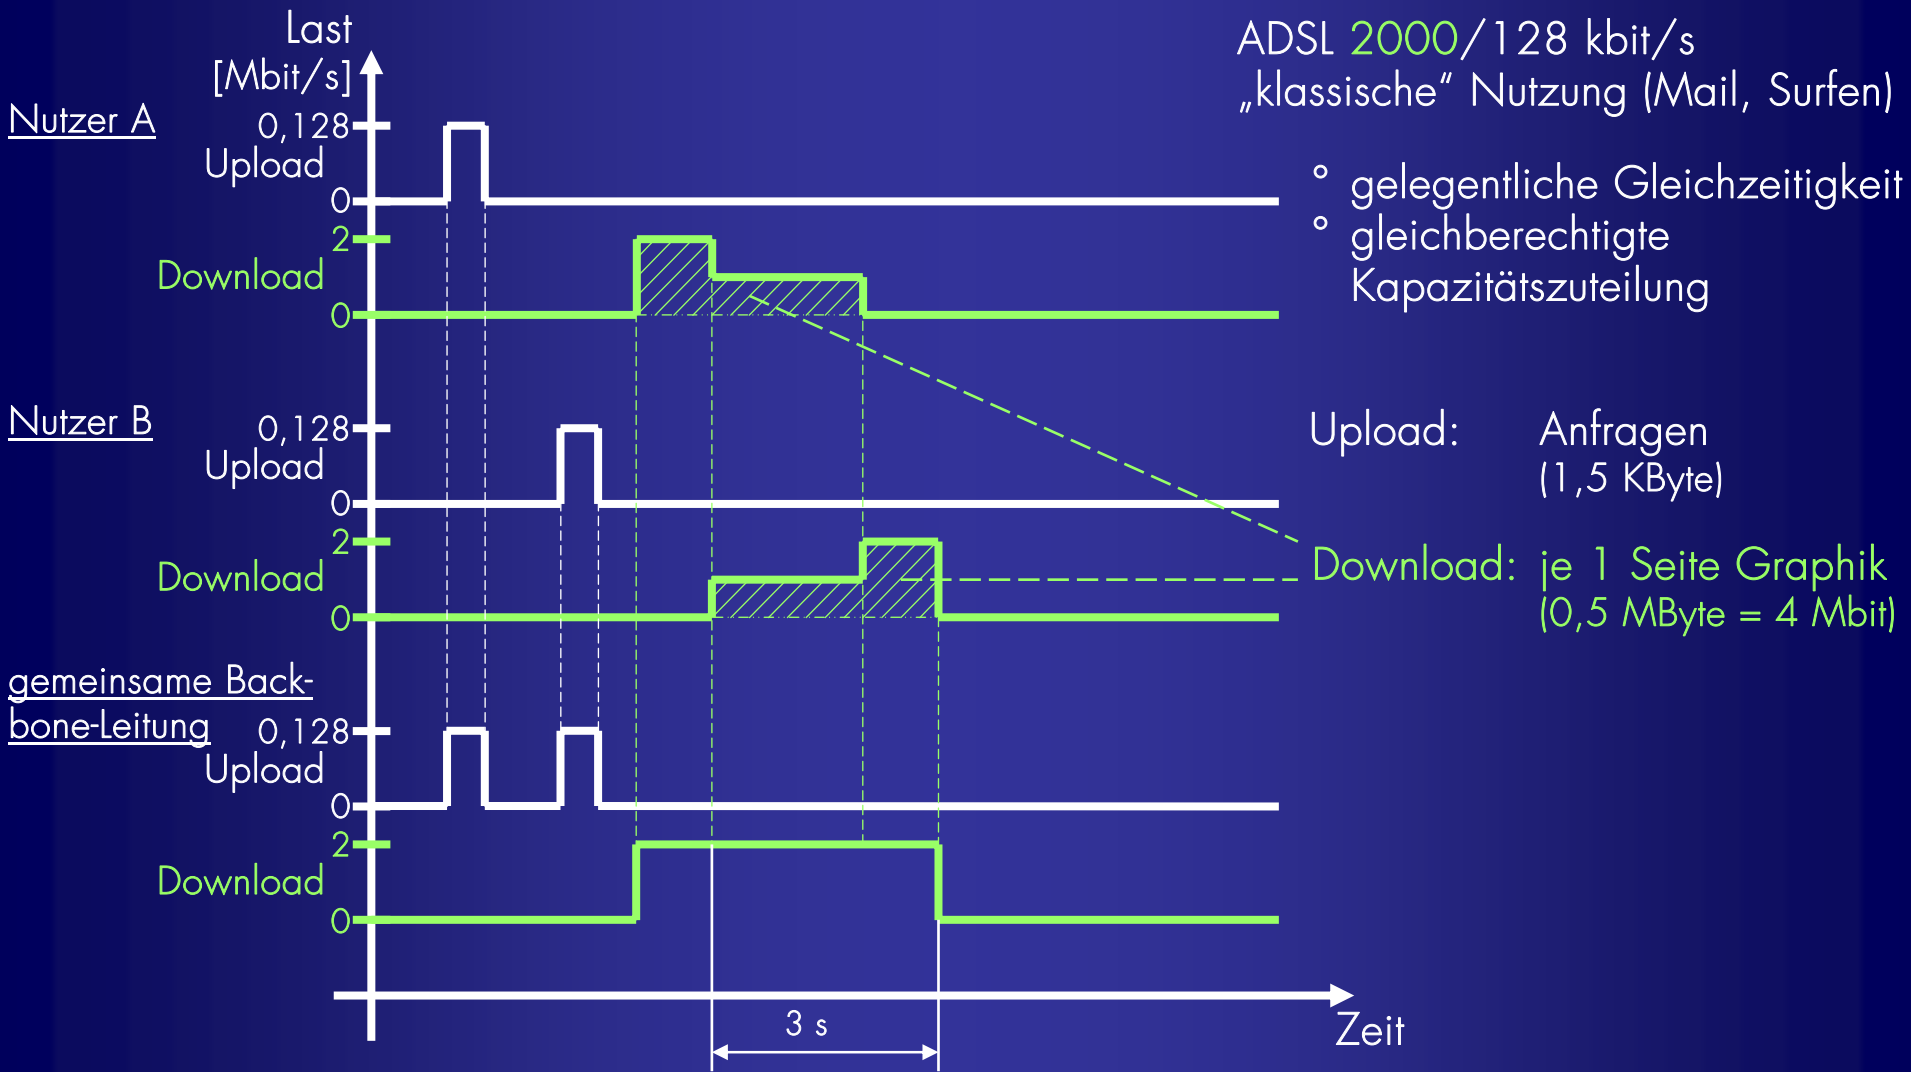 Last
[Mbit/s]
ADSL 2000/128 kbit/s
„klassische“ Nutzung (Mail, Surfen)
° gelegentliche Gleichzeitigkeit
° gleichberechtigte
Kapazitätszuteilung
Nutzer A
0,128
Upload
0
2
Download
0
Nutzer B
0,128
Upload
0
2
Download
0
Upload: Anfragen
(1,5 KByte)
Download: je 1 Seite Graphik
(0,5 MByte = 4 Mbit)
gemeinsame Back-
bone-Leitung
0,128
Upload
0
2
Download
0
3 s
Zeit